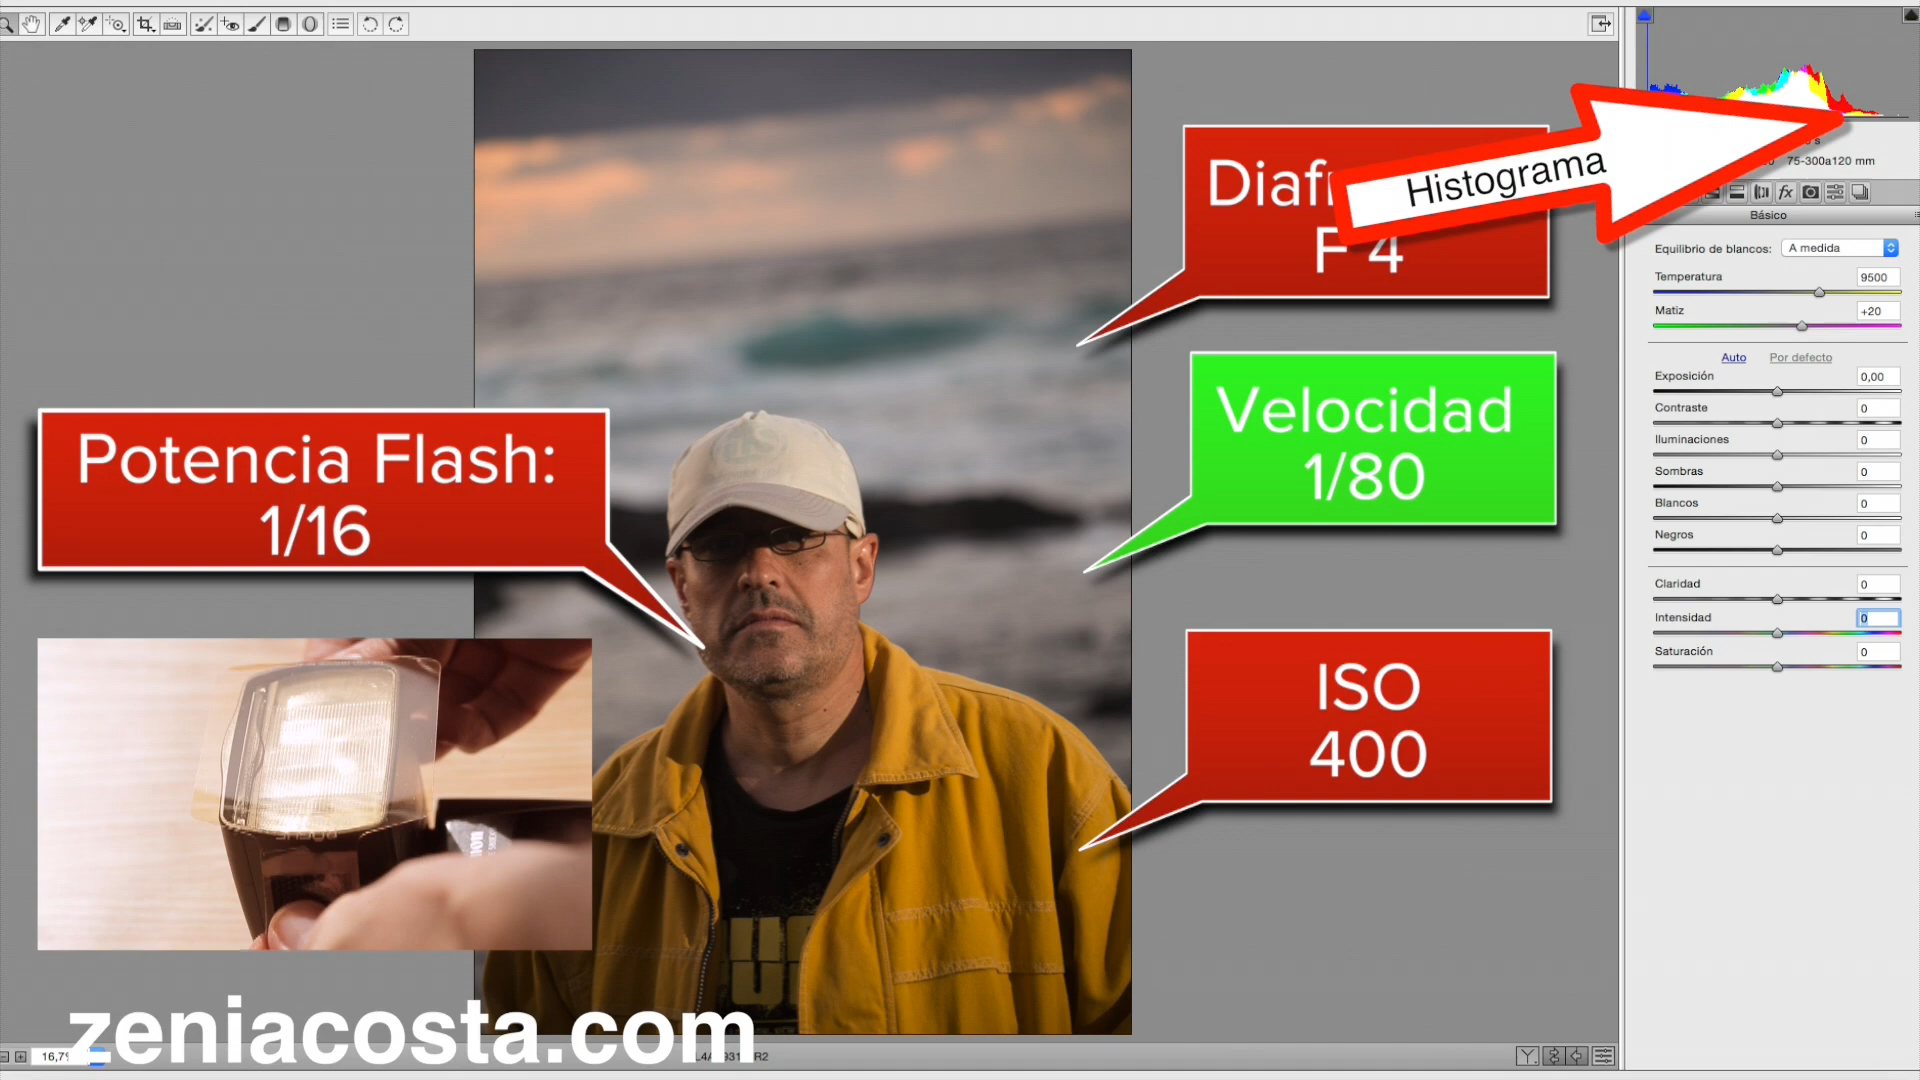 Histograma
75-300a120 mm
Básico
F 4
Equilibrio de blancos: A medida
Temperatura 9500
Matiz +20
Auto Por defecto
Exposición 0,00
Contraste 0
Iluminaciones 0
Sombras 0
Blancos 0
Negros 0
Claridad 0
Intensidad 0
Saturación 0
Velocidad
1/80
Potencia Flash:
1/16
ISO
400
zeniacosta.com
fx